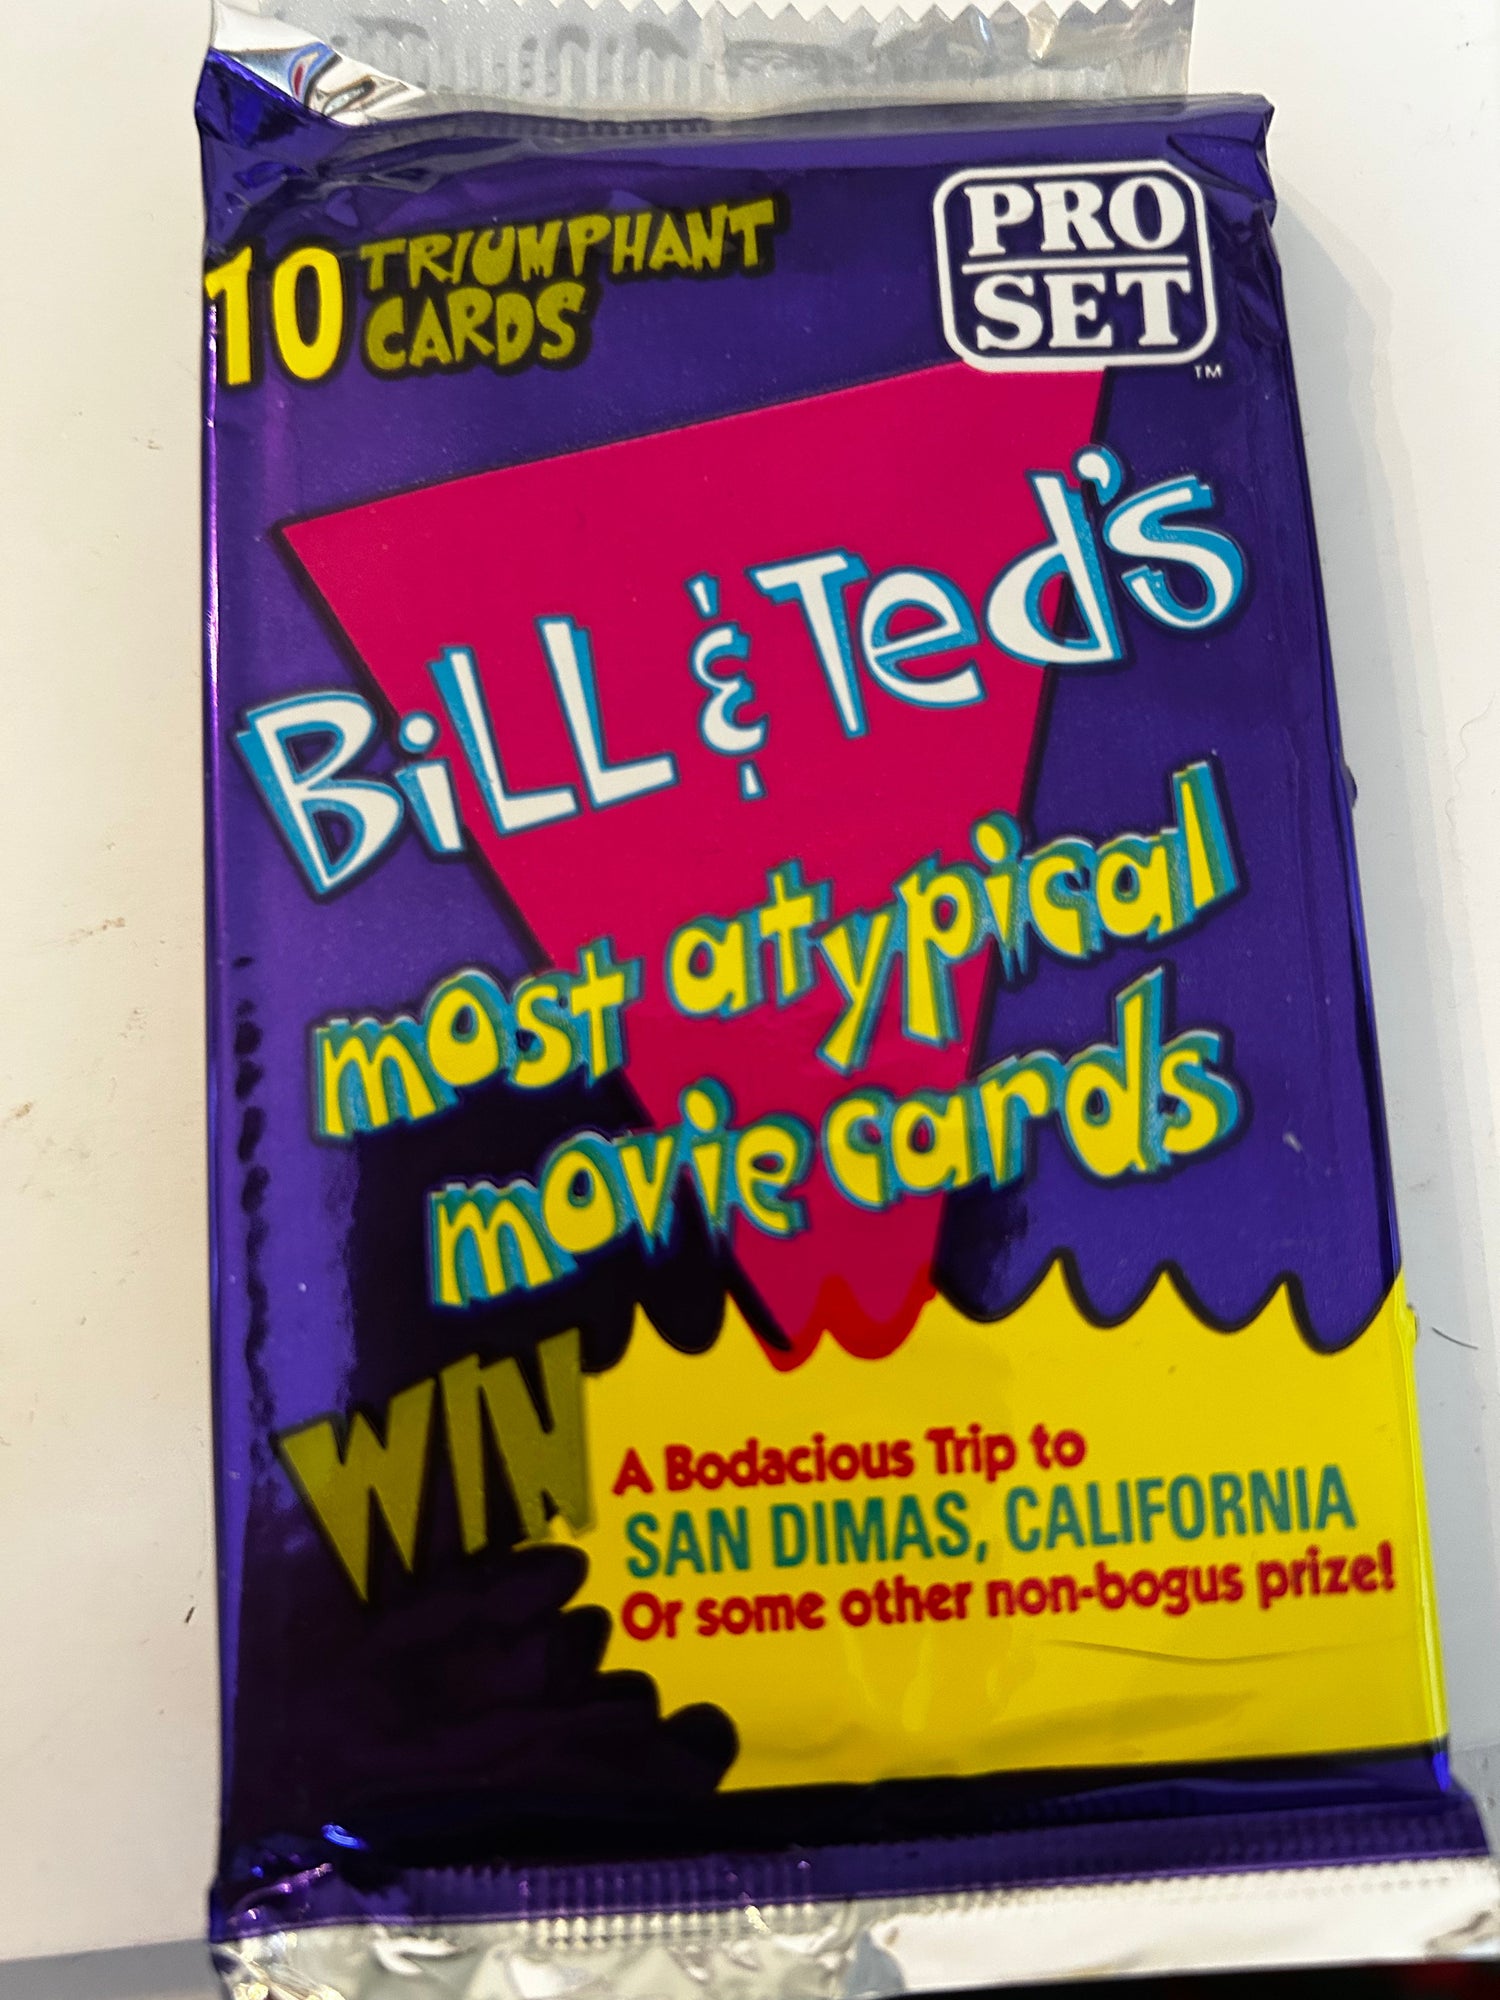 10 TRIUMPHANT
CARDS
PRO
SET
TM
BiLL & Ted's
most atypical
movie cards
WIN
A Bodacious Trip to
SAN DIMAS, CALIFORNIA
Or some other non-bogus prize!